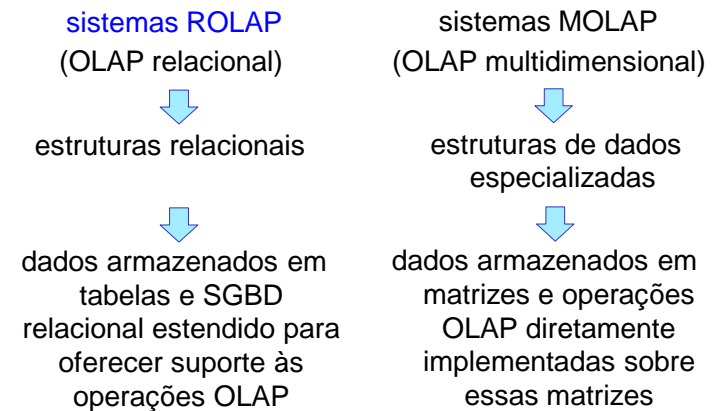 sistemas ROLAP
(OLAP relacional)
estruturas relacionais
dados armazenados em
tabelas e SGBD
relacional estendido para
oferecer suporte às
operações OLAP
sistemas MOLAP
(OLAP multidimensional)
estruturas de dados
especializadas
dados armazenados em
matrizes e operações
OLAP diretamente
implementadas sobre
essas matrizes